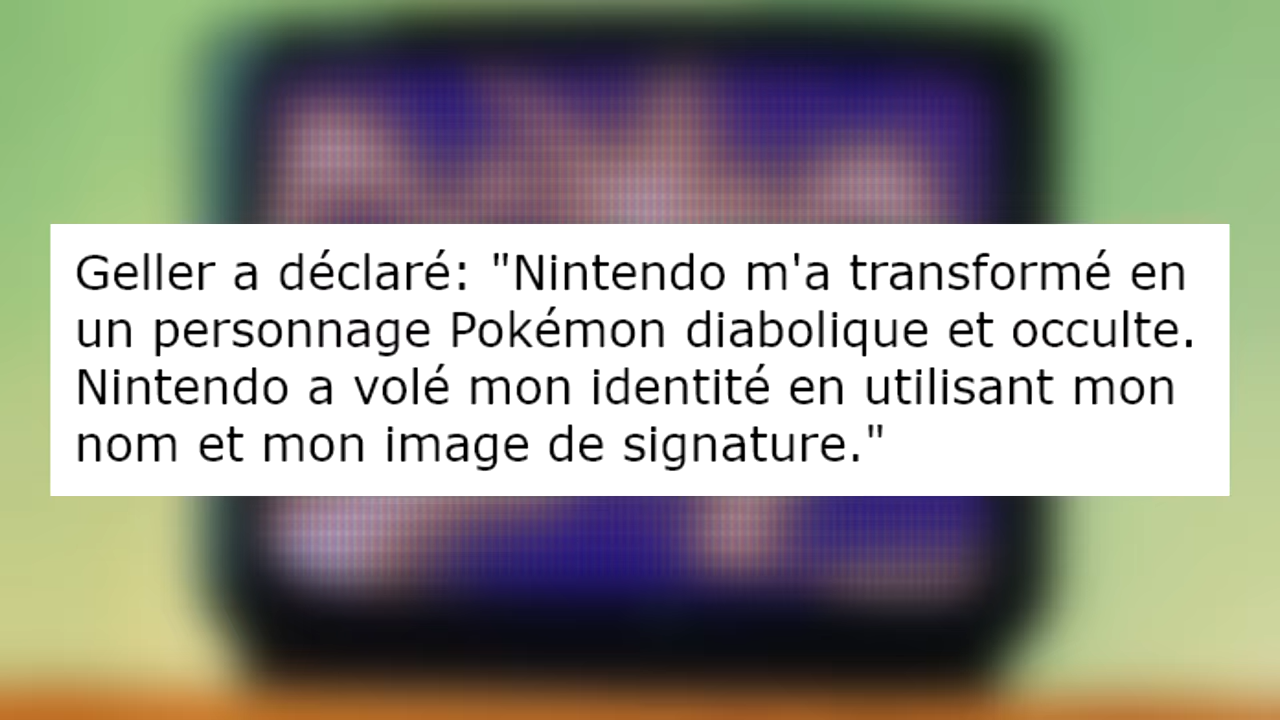 Geller a déclaré: "Nintendo m'a transformé en
un personnage Pokémon diabolique et occulte.
Nintendo a volé mon identité en utilisant mon
nom et mon image de signature."